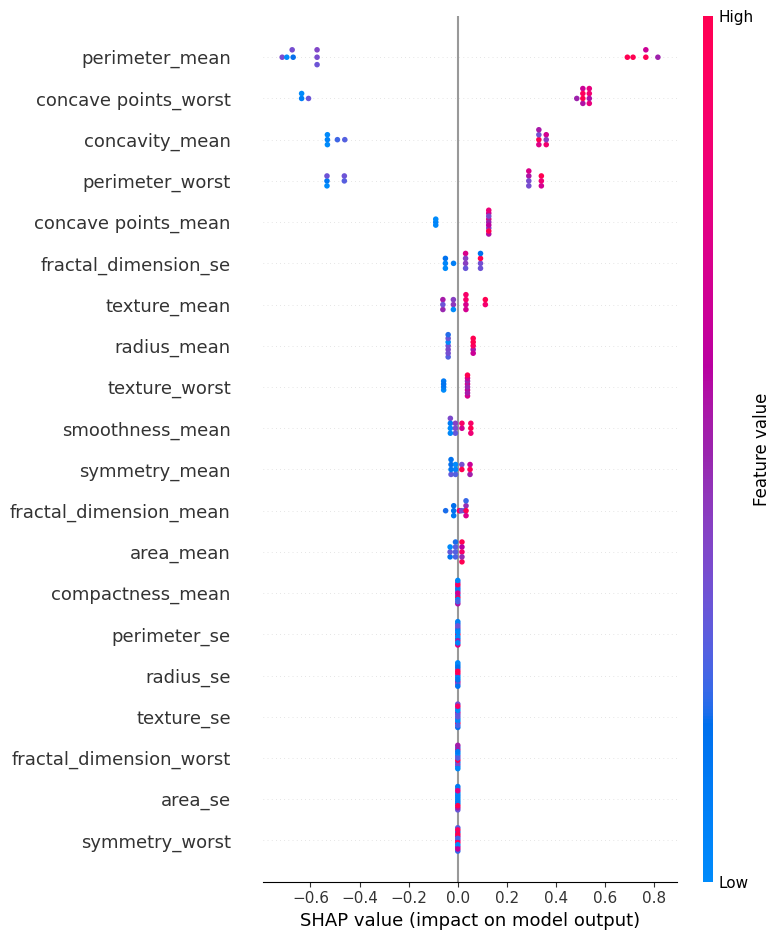 High
perimeter_mean
concave points_worst
concavity_mean
perimeter_worst
concave points_mean
fractal_dimension_se
texture_mean
radius_mean
texture_worst
smoothness_mean
symmetry_mean
fractal_dimension_mean
area_mean
compactness_mean
perimeter_se
radius_se
texture_se
fractal_dimension_worst
area_se
symmetry_worst
Feature value
Low
−0.6 −0.4 −0.2 0.0 0.2 0.4 0.6 0.8
SHAP value (impact on model output)